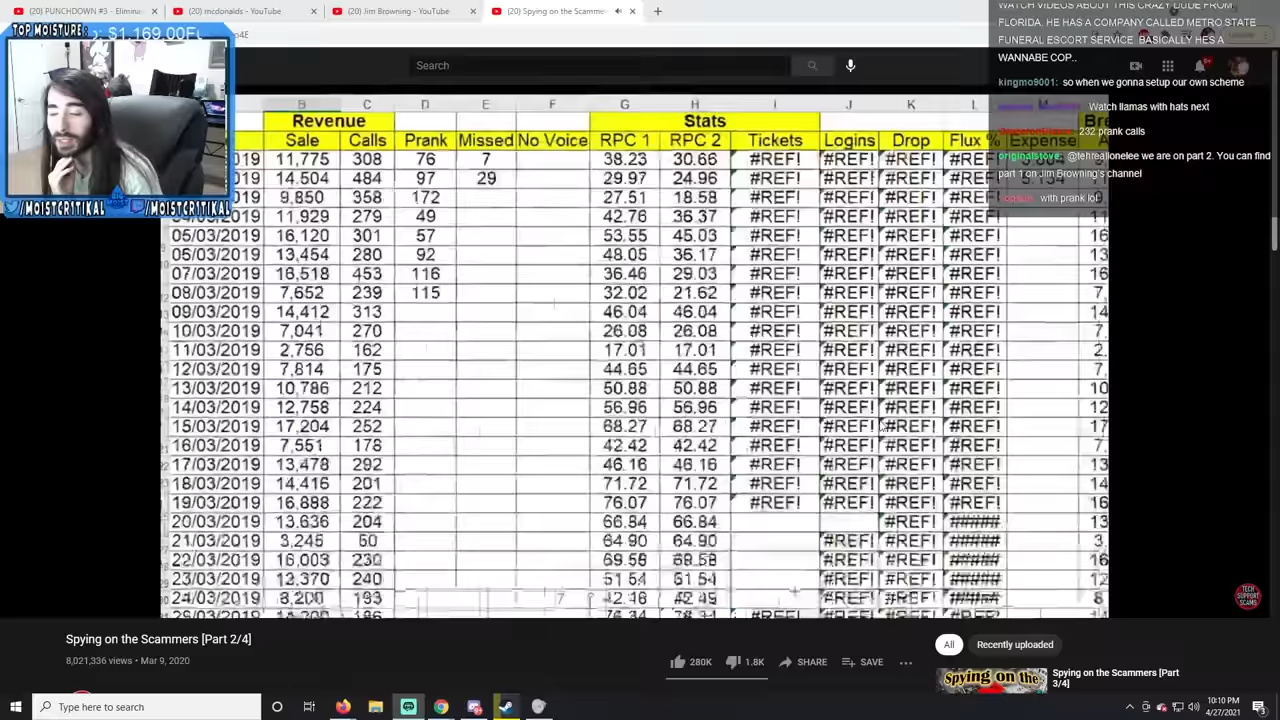 (20) PUNCHDOWN #3 - Elimina
(20) mcdonalds - YouTube
(20) Jim Browning - YouTube
(20) Spying on the Scamme
TOP MOISTURE:
$1,169.00
/MOISTCRITIKAL /MOISTCRITIKAL
Search
WATCH VIDEOS ABOUT THIS CRAZY DUDE FROM
FLORIDA. HE HAS A COMPANY CALLED METRO STATE
FUNERAL ESCORT SERVICE. BASICALLY HES A
WANNABE COP..
kingmo9001: so when we gonna setup our own scheme
Watch llamas with hats next
232 prank calls
originalstove: @tehreallonelee we are on part 2. You can find
part 1 on Jim Browning's channel
with prank lol
B C D E F G H I J K L
Revenue Stats
Sale Calls Prank Missed No Voice RPC 1 RPC 2 Tickets Logins Drop Flux % Expense
2019 11,775 308 76 7 38.23 30.66 #REF! #REF! #REF! #REF!
2019 14,504 484 97 29 29.97 24.96 #REF! #REF! #REF! #REF!
2019 9,850 358 172 27.51 18.58 #REF! #REF! #REF! #REF!
2019 11,929 279 49 42.76 36.37 #REF! #REF! #REF! #REF!
05/03/2019 16,120 301 57 53.55 45.03 #REF! #REF! #REF! #REF! 16
13,454 280 92 48.05 35.17 #REF! #REF! #REF! #REF! 13
07/03/2019 16,518 453 116 36.46 29.03 #REF! #REF! #REF! #REF! 16
08/03/2019 7,652 239 115 32.02 21.62 #REF! #REF! #REF! #REF! 7,
09/03/2019 14,412 313 46.04 46.04 #REF! #REF! #REF! #REF! 14
10/03/2019 7,041 270 26.08 26.08 #REF! #REF! #REF! #REF! 7,
11/03/2019 2,756 162 17.01 17.01 #REF! #REF! #REF! #REF! 2.
12/03/2019 7,814 175 44.65 44.65 #REF! #REF! #REF! #REF! 7,
13/03/2019 10,786 212 50.88 50.88 #REF! #REF! #REF! #REF! 10
14/03/2019 12,758 224 56.96 56.96 #REF! #REF! #REF! #REF! 12
15/03/2019 17,204 252 68.27 68.27 #REF! #REF! #REF! #REF! 17
16/03/2019 7,551 178 42.42 42.42 #REF! #REF! #REF! #REF! 7,
17/03/2019 13,478 292 46.16 46.16 #REF! #REF! #REF! #REF! 13
18/03/2019 14,416 201 71.72 71.72 #REF! #REF! #REF! #REF! 14
19/03/2019 16,888 222 76.07 76.07 #REF! #REF! #REF! #REF! 16
20/03/2019 13,636 204 66.84 #REF! ##### 13
21/03/2019 3,245 50 64.90 64.90 #REF! #REF! ##### 3,
22/03/2019 16,003 230 #REF! #REF! ##### 16
23/03/2019 240 51.54 51.54 #REF! #REF! ##### 12
#REF! #REF! ##### 8
TECH SUPPORT SCAMS
Spying on the Scammers [Part 2/4]
8,021,336 views • Mar 9, 2020
280K 1.8K SHARE SAVE
All Recently uploaded
Spying on the
Spying on the Scammers [Part
3/4]
Type here to search
10:10 PM
4/27/2021